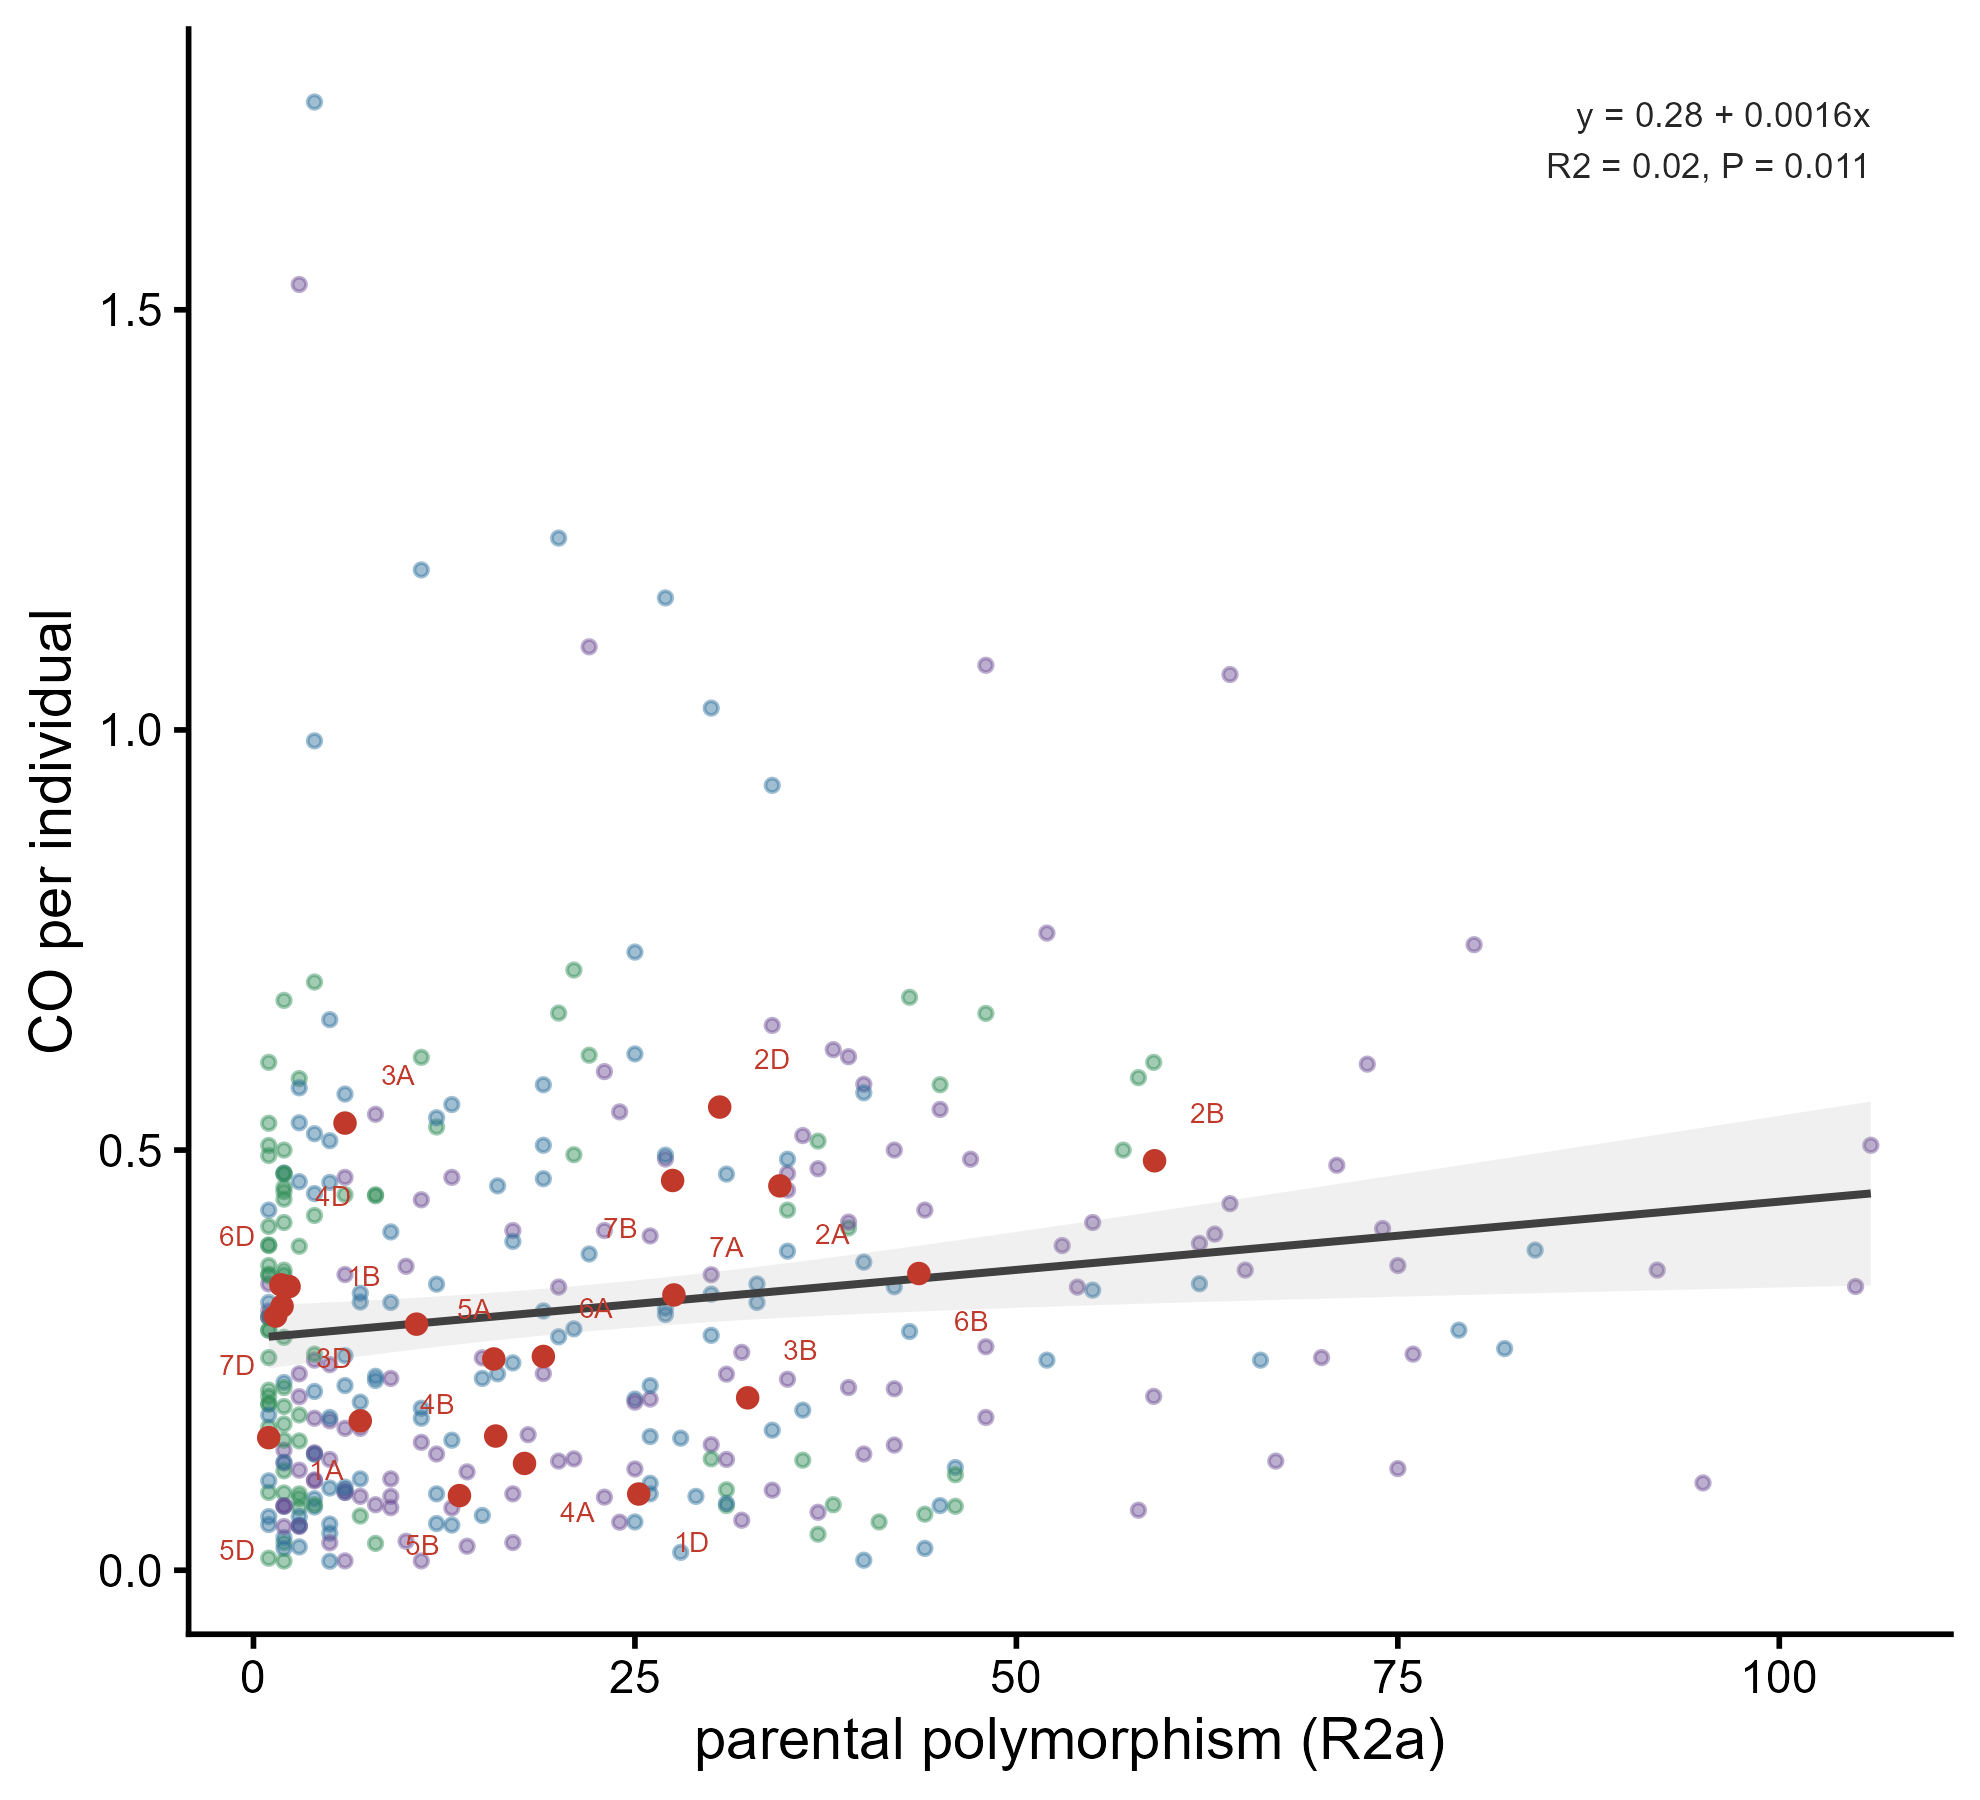 y = 0.28 + 0.0016x
R2 = 0.02, P = 0.011
1.5
1.0
0.5
0.0
CO per individual
2D
3A
2B
4D
6D
7B
2A
7A
1B
5A
6A
6B
3B
3D
7D
4B
1A
4A
1D
5B
5D
0 25 50 75 100
parental polymorphism (R2a)